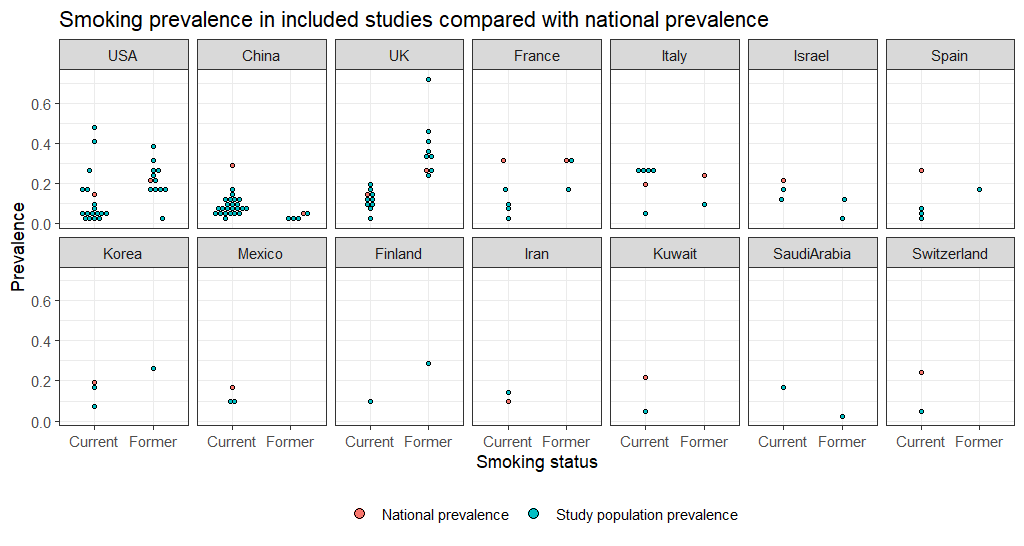 Smoking prevalence in included studies compared with national prevalence
USA China UK France Italy Israel Spain
0.6
0.4
0.2
0.0
Prevalence
Korea Mexico Finland Iran Kuwait SaudiArabia Switzerland
0.6
0.4
0.2
0.0
Current Former Current Former Current Former Current Former Current Former Current Former Current Former
Smoking status
National prevalence Study population prevalence